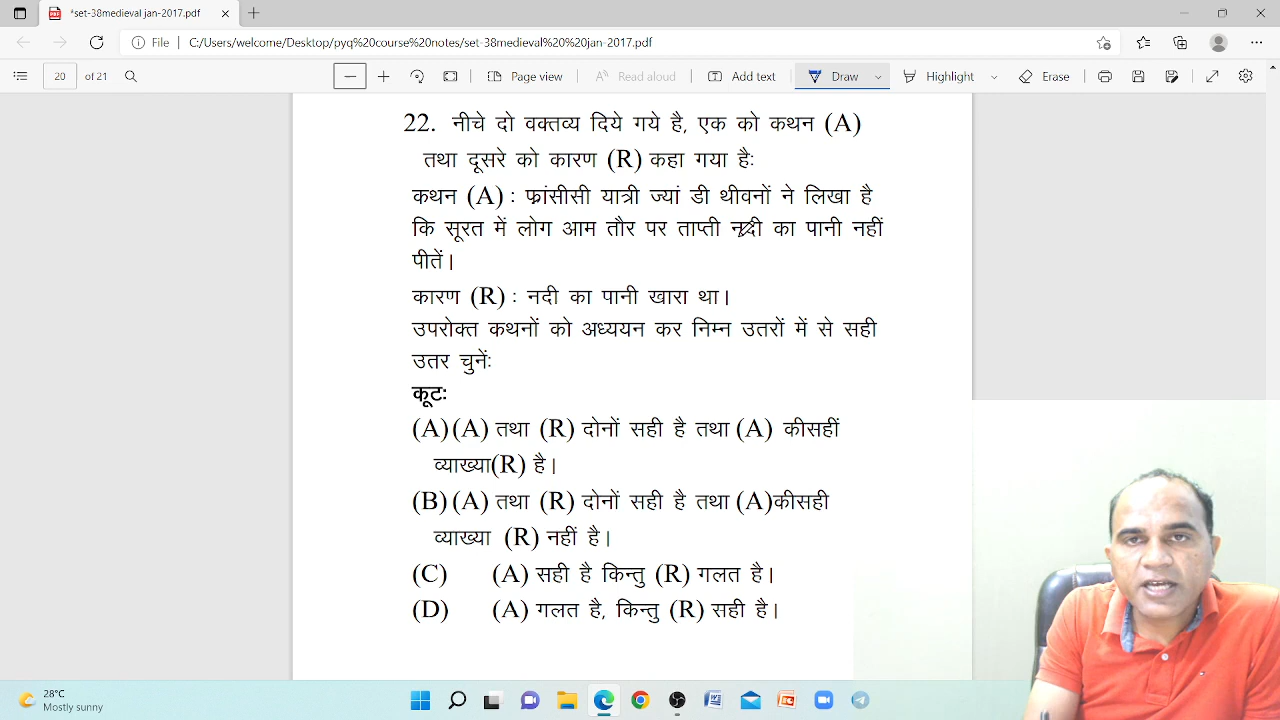 *set-38medieval jan-2017.pdf
File | C:/Users/welcome/Desktop/pyq%20course%20notes/set-38medieval%20%20jan-2017.pdf
20 of 21 Page view Read aloud Add text Draw Highlight Erase
22. नीचे दो वक्तव्य दिये गये है, एक को कथन (A)
तथा दूसरे को कारण (R) कहा गया है:
कथन (A) : फ्रांसीसी यात्री ज्यां डी थीवनों ने लिखा है
कि सूरत में लोग आम तौर पर ताप्ती नदी का पानी नहीं
पीतें।
कारण (R) : नदी का पानी खारा था।
उपरोक्त कथनों को अध्ययन कर निम्न उतरों में से सही
उतर चुनें:
कूट:
(A) (A) तथा (R) दोनों सही है तथा (A) कीसहीं
व्याख्या(R) है।
(B) (A) तथा (R) दोनों सही है तथा (A)कीसही
व्याख्या (R) नहीं है।
(C) (A) सही है किन्तु (R) गलत है।
(D) (A) गलत है, किन्तु (R) सही है।
28°C
Mostly sunny